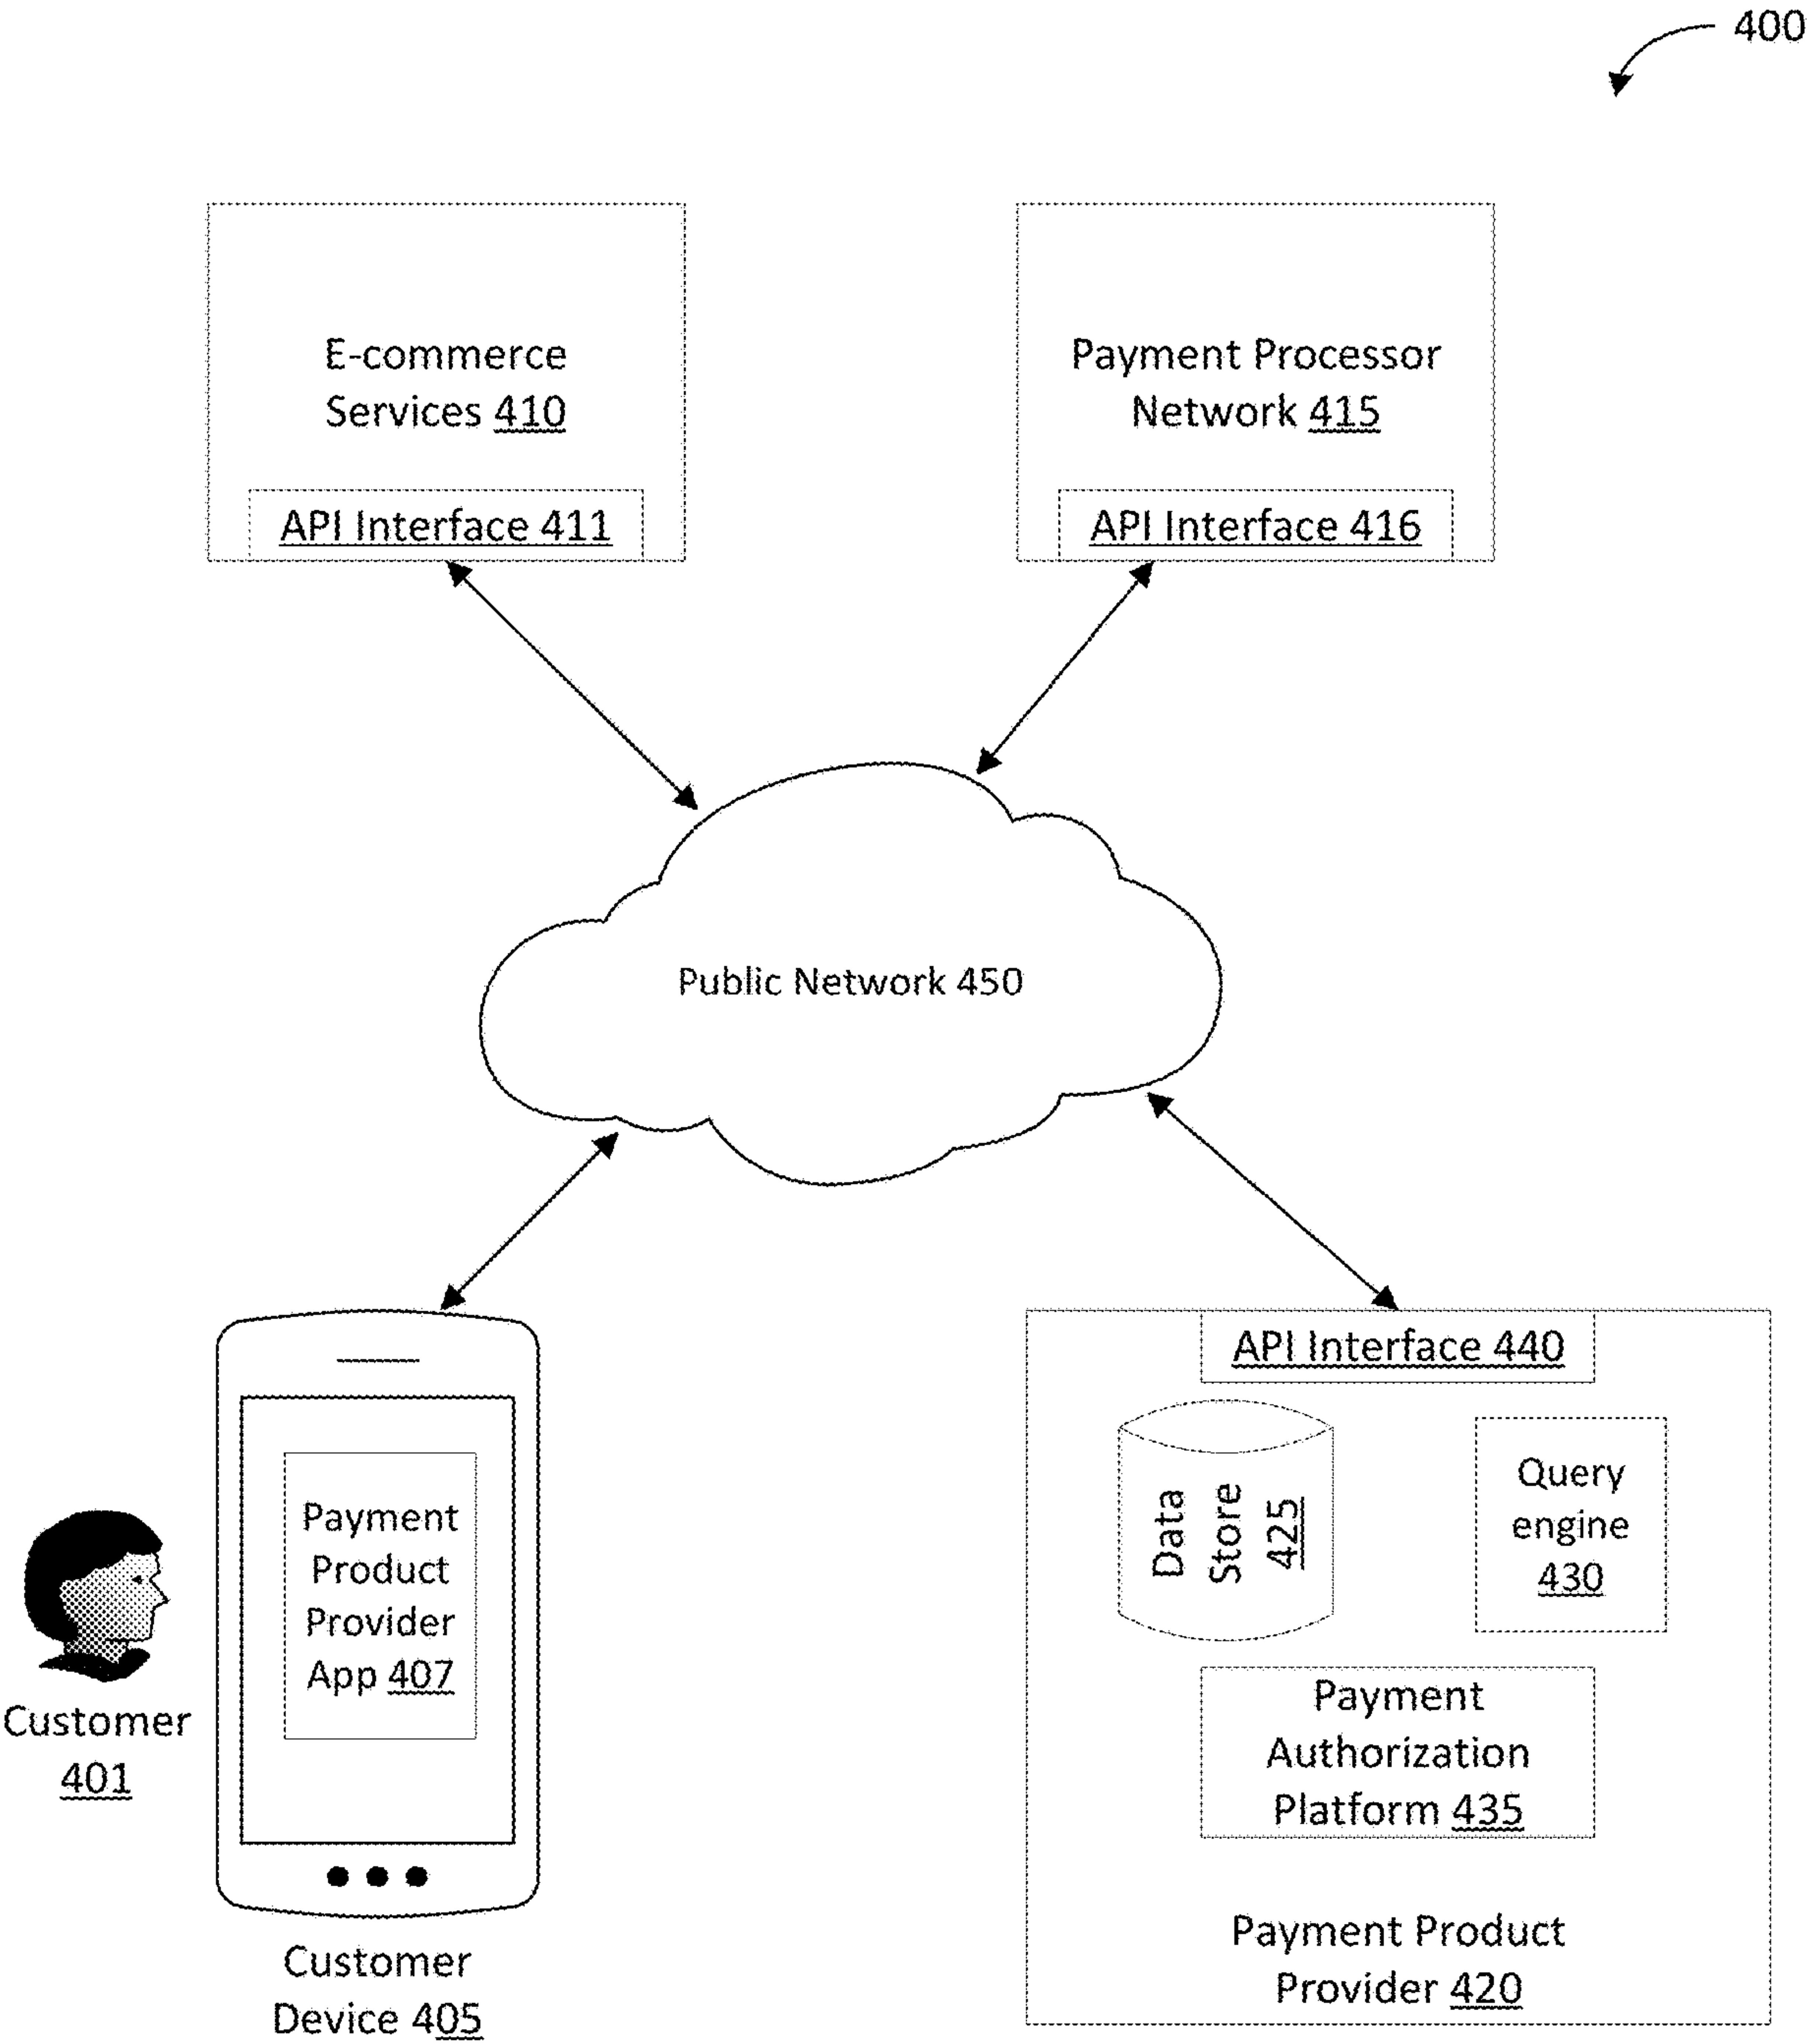 400
E-commerce
Services 410
API Interface 411
Payment Processor
Network 415
API Interface 416
Public Network 450
Payment
Product
Provider
App 407
Customer
401
Customer
Device 405
API Interface 440
Data
Store
425
Query
engine
430
Payment
Authorization
Platform 435
Payment Product
Provider 420